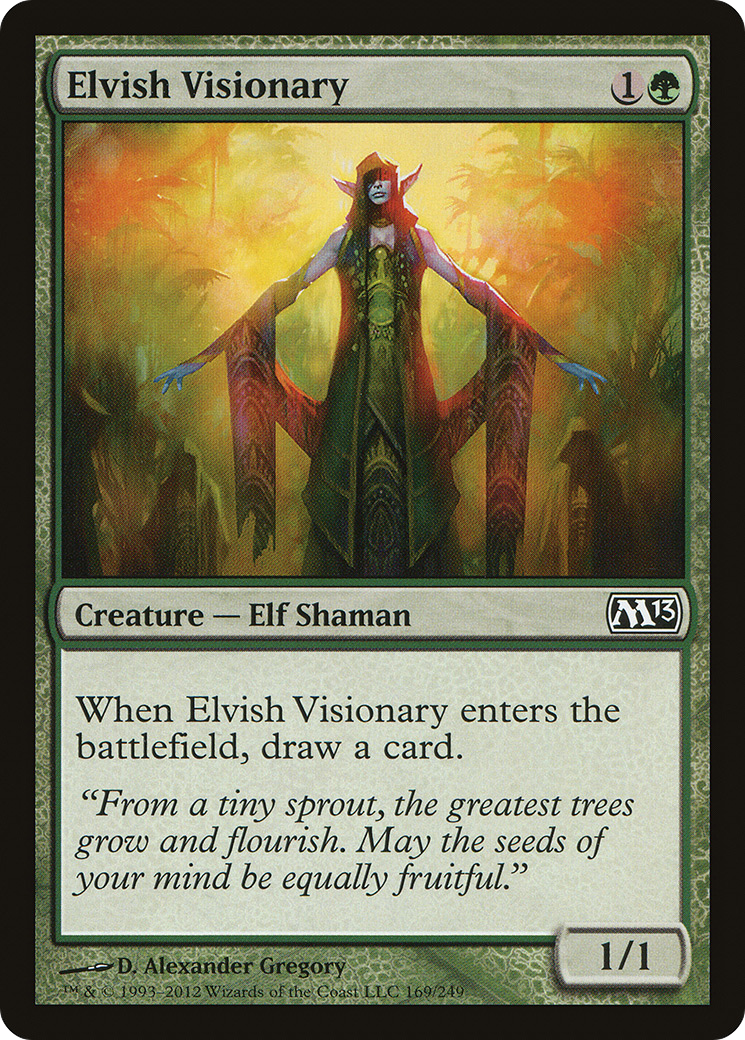 Elvish Visionary 1
Creature — Elf Shaman M13
When Elvish Visionary enters the
battlefield, draw a card.
“From a tiny sprout, the greatest trees
grow and flourish. May the seeds of
your mind be equally fruitful.”
1/1
D. Alexander Gregory
™ & © 1993–2012 Wizards of the Coast LLC 169/249